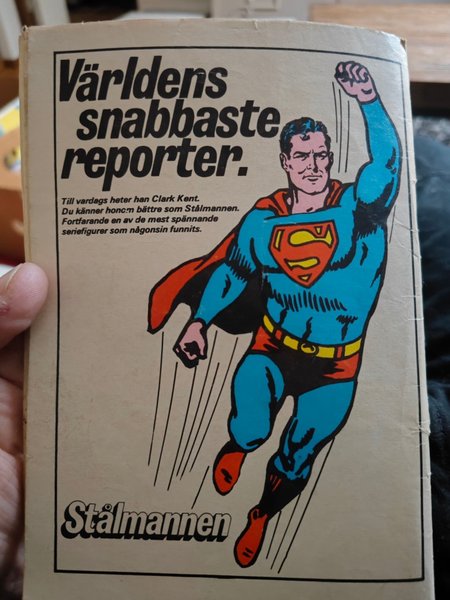 Världens
snabbaste
reporter.
Till vardags heter han Clark Kent.
Du känner honom bättre som Stålmannen.
Fortfarande en av de mest spännande
seriefigurer som någonsin funnits.
S
Stålmannen